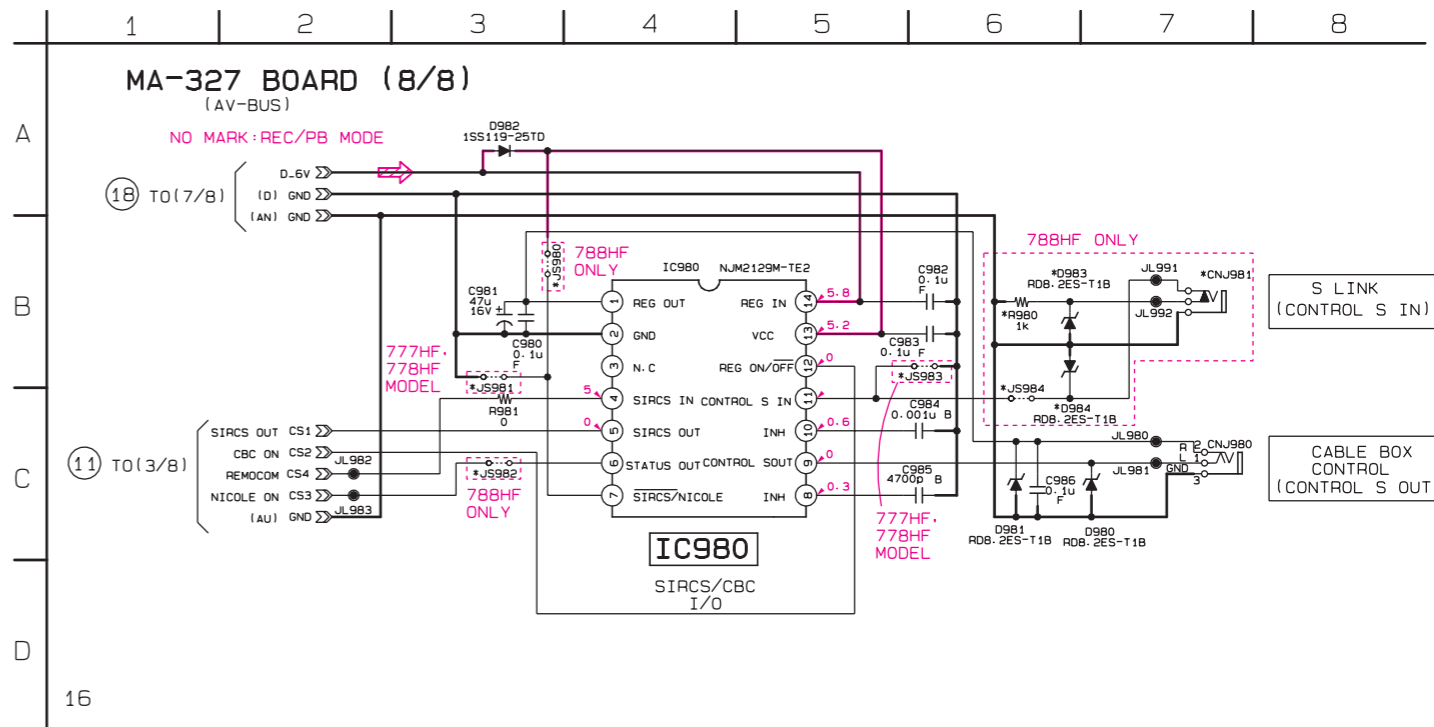 1 2 3 4 5 6 7 8
MA-327 BOARD (8/8)
(AV-BUS)
A
NO MARK:REC/PB MODE
D982
1SS119-25TD
18 TO(7/8)
D_6V
(D) GND
(AN) GND
B
*JS980
788HF
ONLY
C981
47u
16V +
C980
0.1u
F
777HF,
778HF
MODEL
*JS981
R981
0
IC980 NJM2129M-TE2
1 REG OUT
2 GND
3 N.C
4 SIRCS IN
5 SIRCS OUT
6 STATUS OUT
7 SIRCS/NICOLE
REG IN 14
VCC 13
REG ON/OFF 12
CONTROL S IN 11
INH 10
CONTROL SOUT 9
INH 8
5
0
5.8
5.2
0
0.6
0
0.3
C982
0.1u
F
C983
0.1u F
*JS983
C984
0.001u B
C985
4700p B
777HF,
778HF
MODEL
788HF ONLY
*D983
RD8.2ES-T1B
JL991
*CNJ981
*R980
1k
JL992
*JS984
*D984
RD8.2ES-T1B
S LINK
(CONTROL S IN)
C
11 TO(3/8)
SIRCS OUT CS1
CBC ON CS2
REMOCOM CS4
NICOLE ON CS3
(AU) GND
JL982
JL983
*JS982
788HF
ONLY
JL980
JL981
R 2
L 1
GND
3
CNJ980
C986
0.1u
F
D981
RD8.2ES-T1B
D980
RD8.2ES-T1B
CABLE BOX
CONTROL
(CONTROL S OUT
IC980
SIRCS/CBC
I/O
D
16